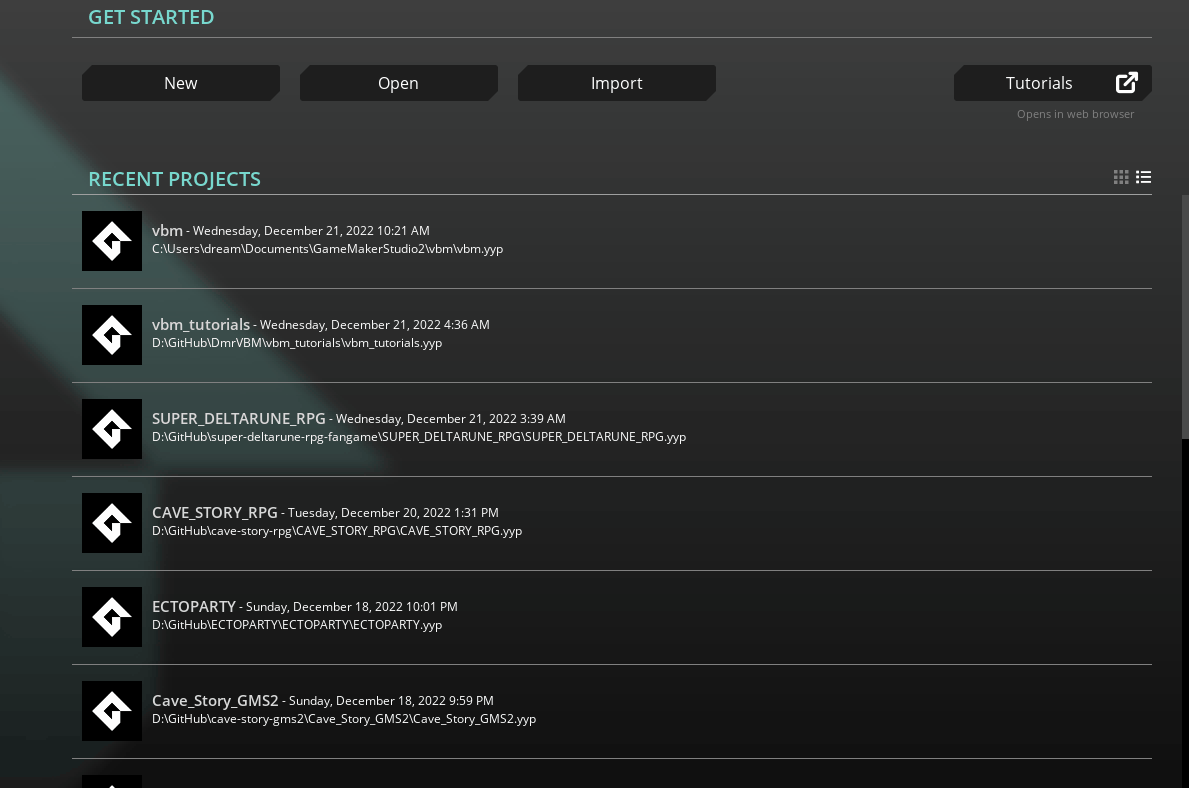 GET STARTED
New
Open
Import
Tutorials
Opens in web browser
RECENT PROJECTS
vbm - Wednesday, December 21, 2022 10:21 AM
C:\Users\dream\Documents\GameMakerStudio2\vbm\vbm.yyp
vbm_tutorials - Wednesday, December 21, 2022 4:36 AM
D:\GitHub\DmrVBM\vbm_tutorials\vbm_tutorials.yyp
SUPER_DELTARUNE_RPG - Wednesday, December 21, 2022 3:39 AM
D:\GitHub\super-deltarune-rpg-fangame\SUPER_DELTARUNE_RPG\SUPER_DELTARUNE_RPG.yyp
CAVE_STORY_RPG - Tuesday, December 20, 2022 1:31 PM
D:\GitHub\cave-story-rpg\CAVE_STORY_RPG\CAVE_STORY_RPG.yyp
ECTOPARTY - Sunday, December 18, 2022 10:01 PM
D:\GitHub\ECTOPARTY\ECTOPARTY\ECTOPARTY.yyp
Cave_Story_GMS2 - Sunday, December 18, 2022 9:59 PM
D:\GitHub\cave-story-gms2\Cave_Story_GMS2\Cave_Story_GMS2.yyp